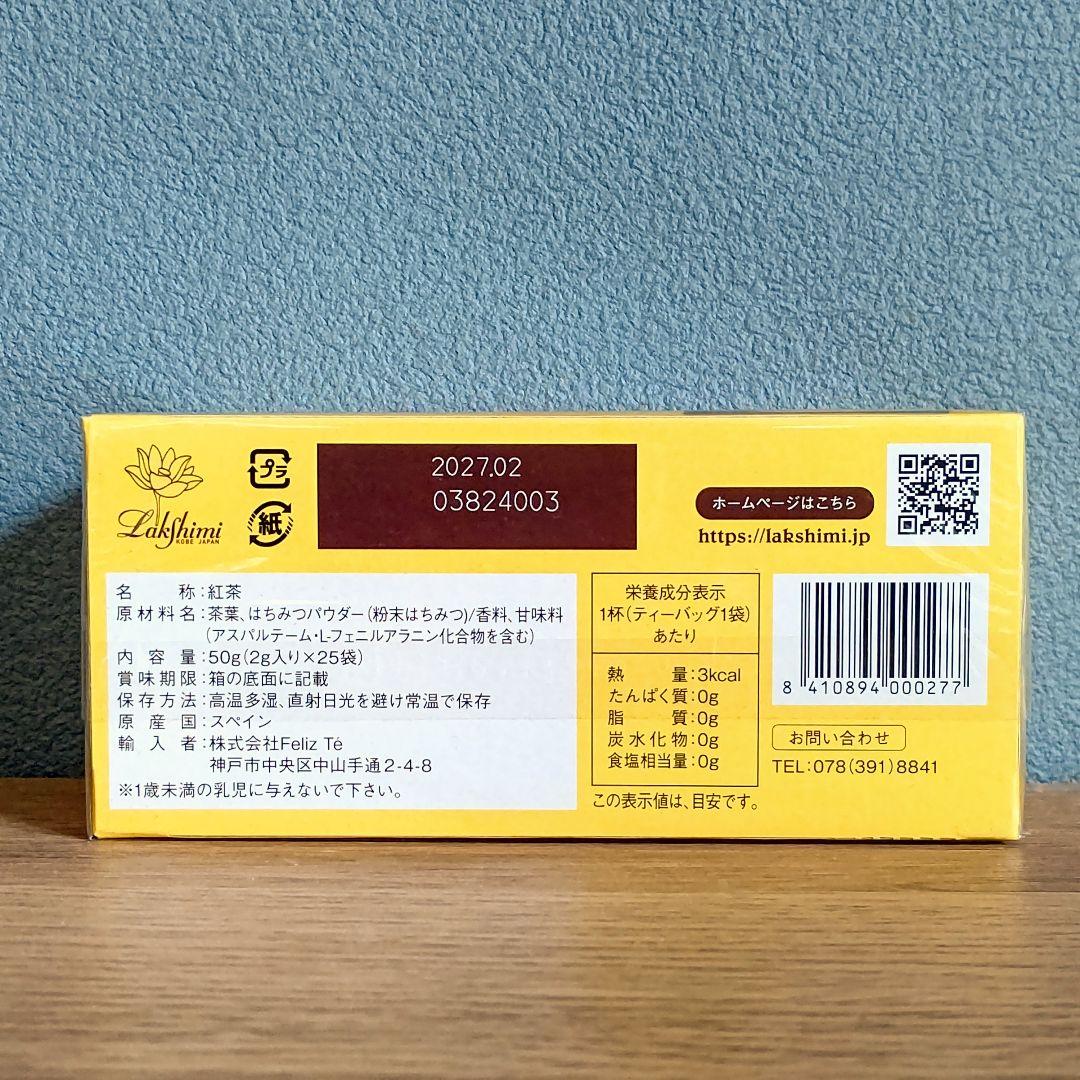 Lakshimi
KOBE JAPAN
プラ
紙
2027.02
03824003
ホームページはこちら
https://lakshimi.jp
名称:紅茶
原材料名:茶葉、はちみつパウダー(粉末はちみつ)/香料、甘味料
(アスパルテーム・L-フェニルアラニン化合物を含む)
内容量:50g(2g入り×25袋)
賞味期限:箱の底面に記載
保存方法:高温多湿、直射日光を避け常温で保存
原産国:スペイン
輸入者:株式会社Feliz Té
神戸市中央区中山手通2-4-8
※1歳未満の乳児に与えないで下さい。
栄養成分表示
1杯(ティーバッグ1袋)
あたり
熱量:3kcal
たんぱく質:0g
脂質:0g
炭水化物:0g
食塩相当量:0g
この表示値は、目安です。
8 410894 000277
お問い合わせ
TEL:078(391)8841